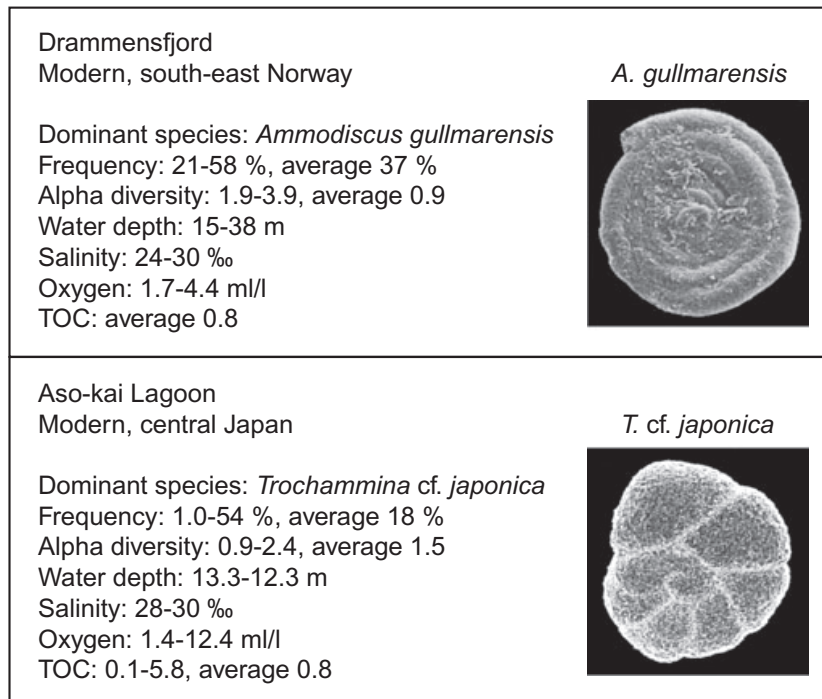 Drammensfjord
Modern, south-east Norway
A. gullmarensis
Dominant species: Ammodiscus gullmarensis
Frequency: 21-58 %, average 37 %
Alpha diversity: 1.9-3.9, average 0.9
Water depth: 15-38 m
Salinity: 24-30 ‰
Oxygen: 1.7-4.4 ml/l
TOC: average 0.8
Aso-kai Lagoon
Modern, central Japan
T. cf. japonica
Dominant species: Trochammina cf. japonica
Frequency: 1.0-54 %, average 18 %
Alpha diversity: 0.9-2.4, average 1.5
Water depth: 13.3-12.3 m
Salinity: 28-30 ‰
Oxygen: 1.4-12.4 ml/l
TOC: 0.1-5.8, average 0.8